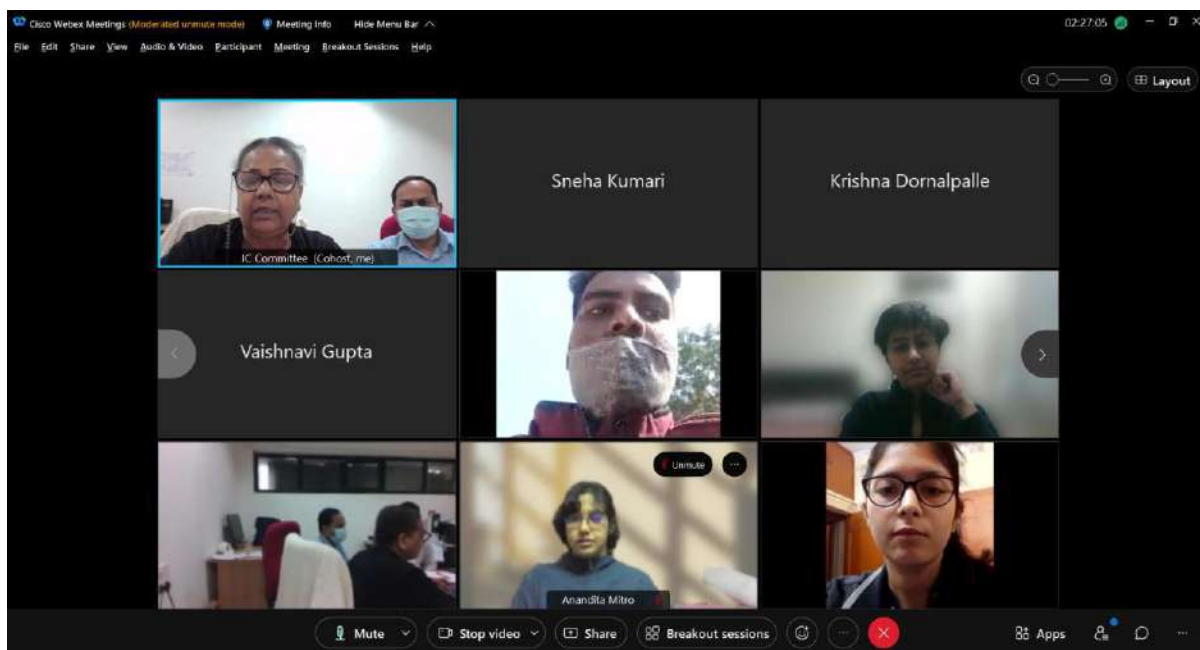 Cisco Webex Meetings (Moderated unmute mode) Meeting Info Hide Menu Bar 02:27:05
File Edit Share View Audio & Video Participant Meeting Breakout Sessions Help
Layout
Sneha Kumari Krishna Dornalpalle
IC Committee (Cohost, me)
Vaishnavi Gupta
Unmute
Anandita Mitro
Mute Stop video Share Breakout sessions Apps